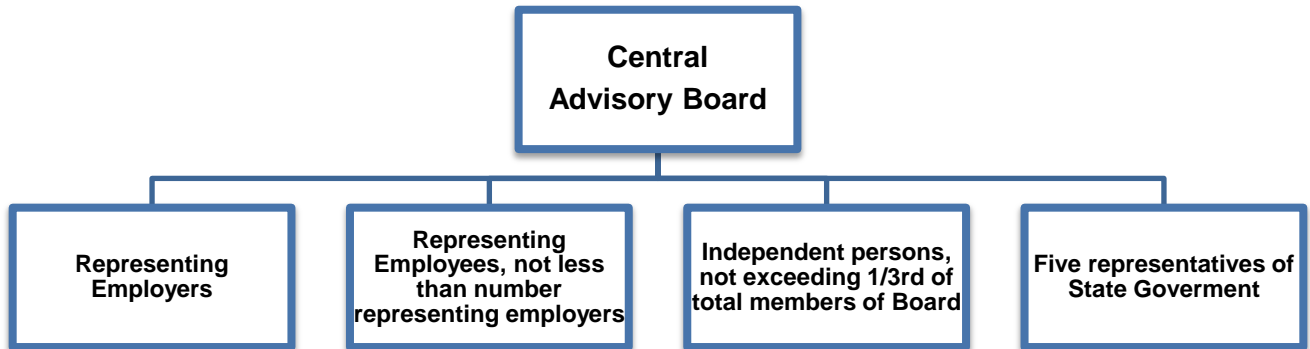 Central
Advisory Board
Representing
Employers
Representing
Employees, not less
than number
representing employers
Independent persons,
not exceeding 1/3rd of
total members of Board
Five representatives of
State Goverment